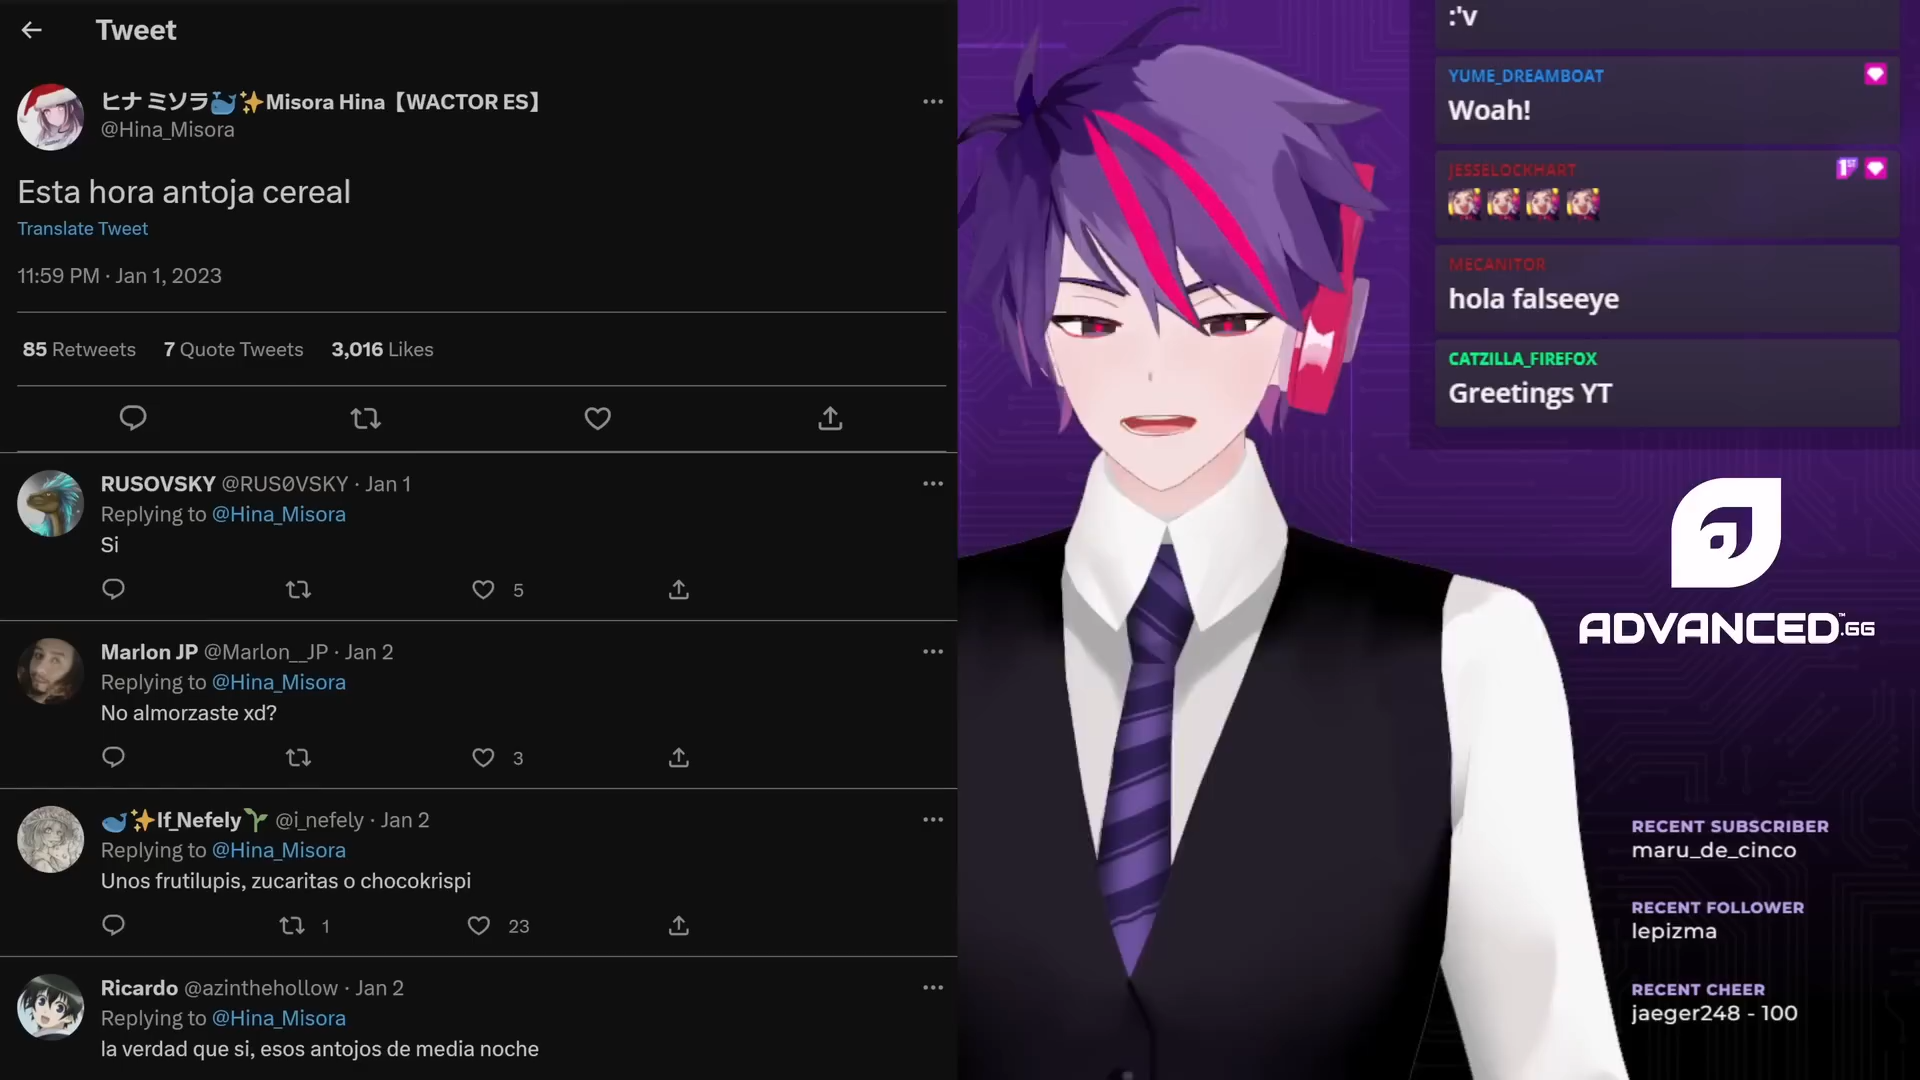 Tweet
ヒナ ミソラ🐳✨Misora Hina【WACTOR ES】
@Hina_Misora
Esta hora antoja cereal
Translate Tweet
11:59 PM · Jan 1, 2023
85 Retweets 7 Quote Tweets 3,016 Likes
RUSOVSKY @RUS0VSKY · Jan 1
Replying to @Hina_Misora
Si
5
Marlon JP @Marlon__JP · Jan 2
Replying to @Hina_Misora
No almorzaste xd?
3
🐳✨If_Nefely🌱 @i_nefely · Jan 2
Replying to @Hina_Misora
Unos frutilupis, zucaritas o chocokrispi
1 23
Ricardo @azinthehollow · Jan 2
Replying to @Hina_Misora
la verdad que si, esos antojos de media noche
:'v
YUME_DREAMBOAT
Woah!
JESSELOCKHART
1ST
MECANITOR
hola falseeye
CATZILLA_FIREFOX
Greetings YT
ADVANCED.GG
RECENT SUBSCRIBER
maru_de_cinco
RECENT FOLLOWER
lepizma
RECENT CHEER
jaeger248 - 100